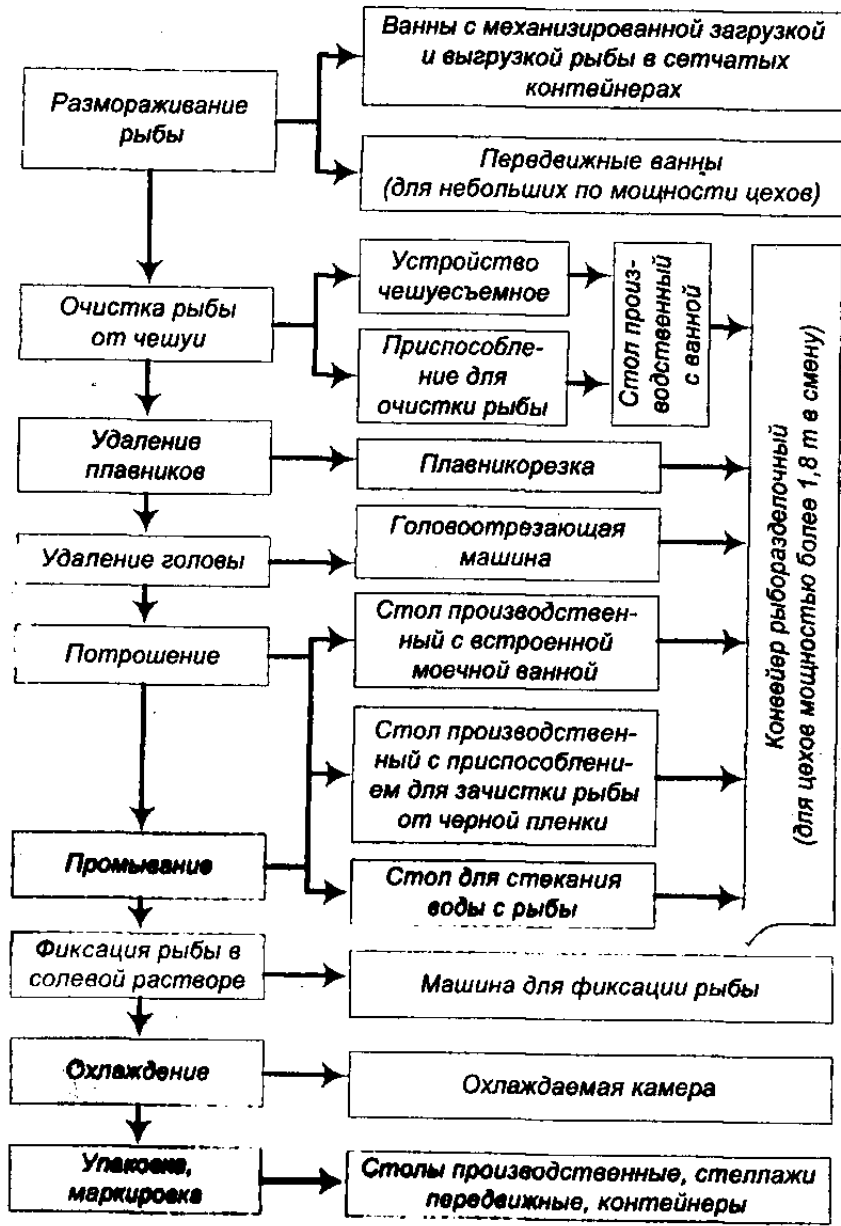 Размораживание
рыбы
Ванны с механизированной загрузкой
и выгрузкой рыбы в сетчатых
контейнерах
Передвижные ванны
(для небольших по мощности цехов)
Очистка рыбы
от чешуи
Устройство
чешуесъемное
Приспособле-
ние для
очистки рыбы
Стол произ-
водственный
с ванной
Удаление
плавников
Плавникорезка
Удаление головы
Головоотрезающая
машина
Потрошение
Стол производствен-
ный с встроенной
моечной ванной
Стол производствен-
ный с приспособлени-
ем для зачистки рыбы
от черной пленки
Промывание
Стол для стекания
воды с рыбы
Конвейер рыборазделочный
(для цехов мощностью более 1,8 т в смену)
Фиксация рыбы в
солевой растворе
Машина для фиксации рыбы
Охлаждение
Охлаждаемая камера
Упаковка,
маркировка
Столы производственные, стеллажи
передвижные, контейнеры